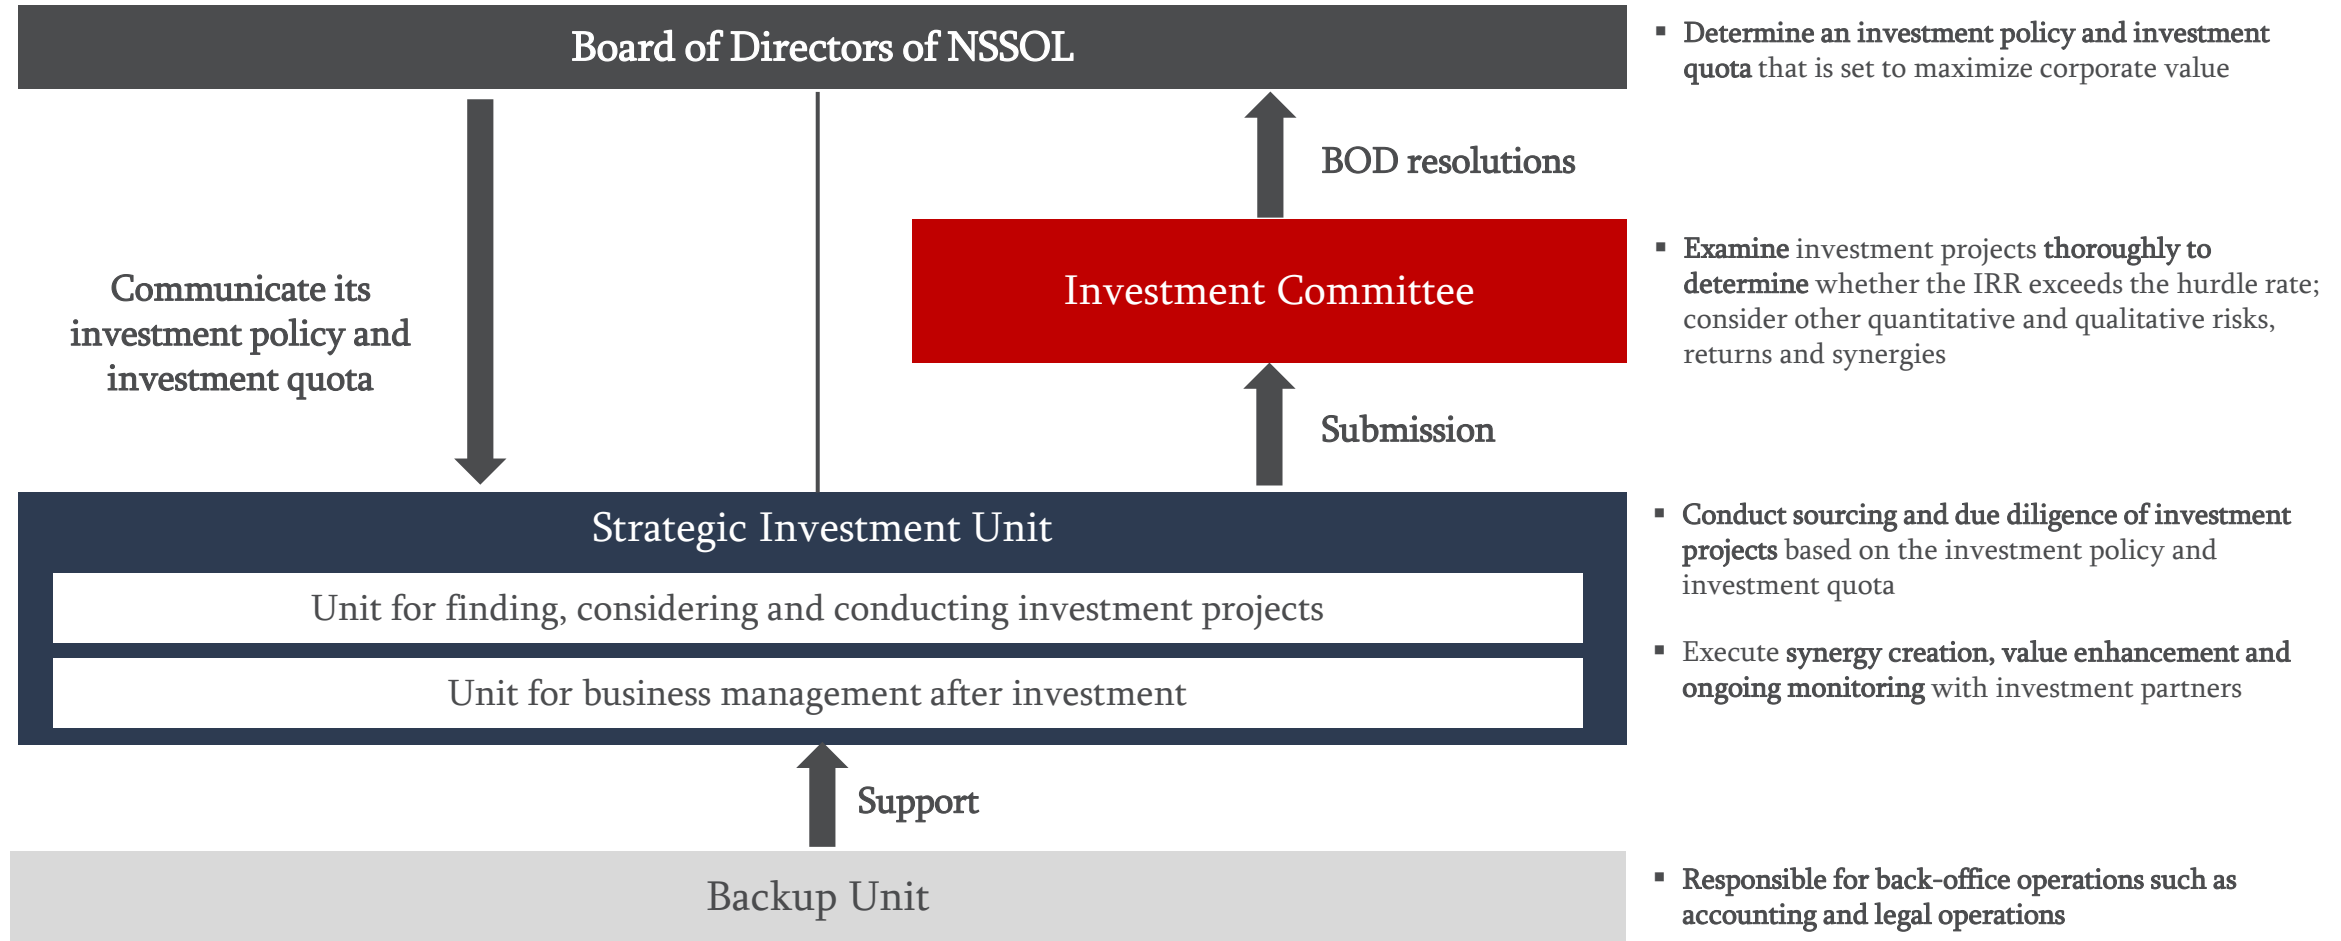 Board of Directors of NSSOL
▪ Determine an investment policy and investment
quota that is set to maximize corporate value
BOD resolutions
Communicate its
investment policy and
investment quota
Investment Committee
▪ Examine investment projects thoroughly to
determine whether the IRR exceeds the hurdle rate;
consider other quantitative and qualitative risks,
returns and synergies
Submission
Strategic Investment Unit
Unit for finding, considering and conducting investment projects
Unit for business management after investment
▪ Conduct sourcing and due diligence of investment
projects based on the investment policy and
investment quota
▪ Execute synergy creation, value enhancement and
ongoing monitoring with investment partners
Support
Backup Unit
▪ Responsible for back-office operations such as
accounting and legal operations